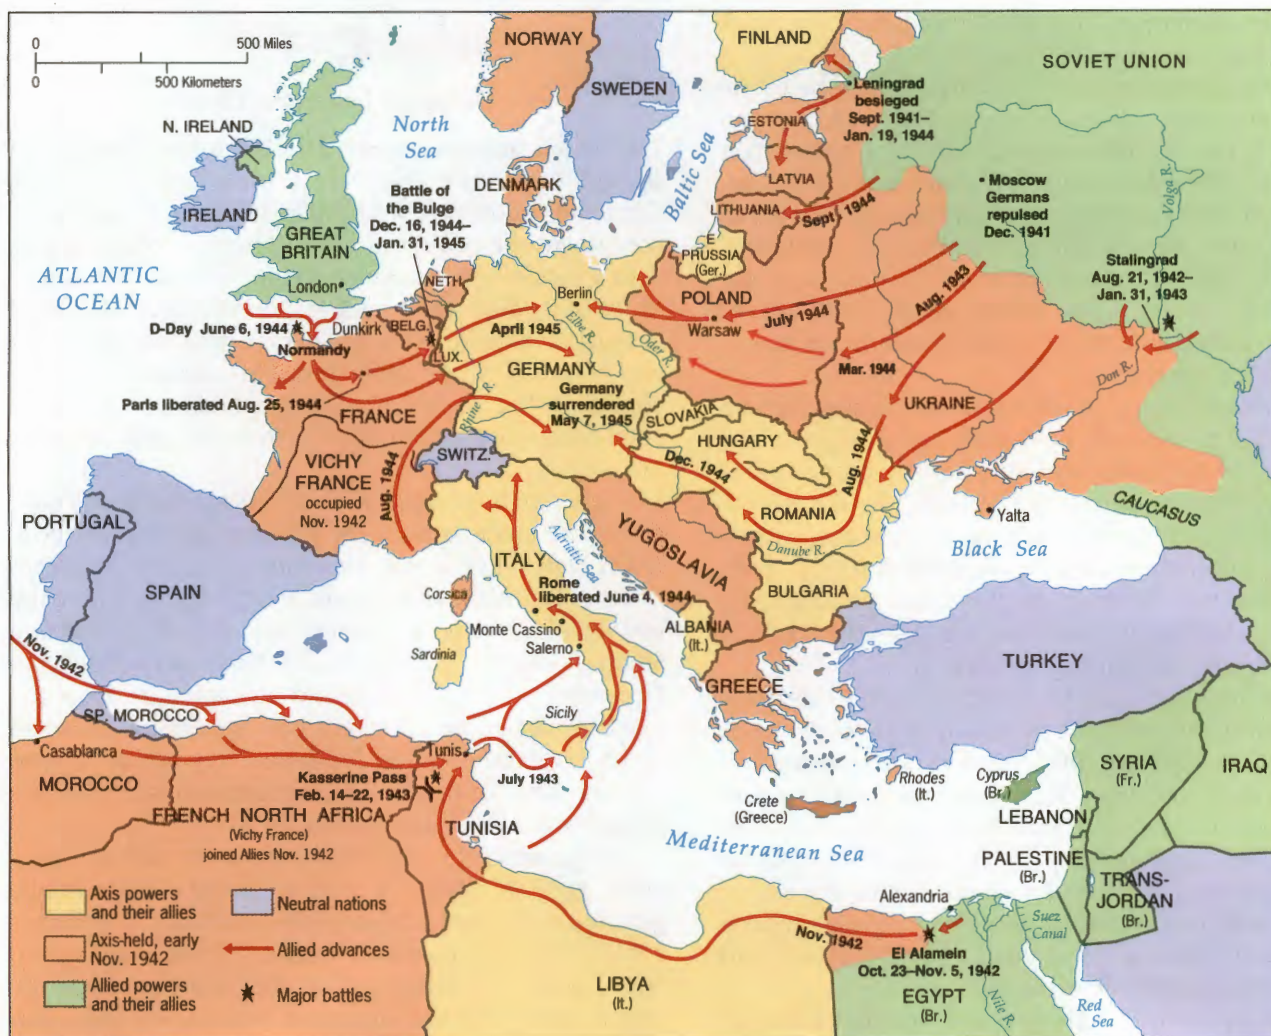 0 500 Miles
0 500 Kilometers
NORWAY
FINLAND
SOVIET UNION
SWEDEN
Leningrad
besieged
Sept. 1941–
Jan. 19, 1944
N. IRELAND
North
Sea
ESTONIA
Baltic Sea
LATVIA
DENMARK
Battle of
the Bulge
Dec. 16, 1944–
Jan. 31, 1945
LITHUANIA
Sept. 1944
Moscow
Germans
repulsed
Dec. 1941
Volga R.
IRELAND
GREAT
BRITAIN
E
PRUSSIA
(Ger.)
Stalingrad
Aug. 21, 1942–
Jan. 31, 1943
ATLANTIC
OCEAN
London
NETH.
Berlin
POLAND
Warsaw
July 1944
Aug. 1943
D-Day June 6, 1944
Dunkirk
BELG.
April 1945
Elbe R.
Oder R.
Normandy
LUX.
GERMANY
Mar. 1944
Don R.
Paris liberated Aug. 25, 1944
FRANCE
Rhine R.
Germany
surrendered
May 7, 1945
UKRAINE
SLOVAKIA
HUNGARY
VICHY
FRANCE
occupied
Nov. 1942
Aug. 1944
SWITZ.
Dec. 1944
Aug. 1944
ROMANIA
CAUCASUS
PORTUGAL
Yalta
Danube R.
Black Sea
SPAIN
ITALY
Adriatic Sea
YUGOSLAVIA
Corsica
Rome
liberated June 4, 1944
BULGARIA
Monte Cassino
Salerno
ALBANIA
(It.)
Sardinia
TURKEY
Nov. 1942
GREECE
SP. MOROCCO
Sicily
Casablanca
Tunis
MOROCCO
Kasserine Pass
Feb. 14–22, 1943
July 1943
Rhodes
(It.)
Cyprus
(Br.)
SYRIA
(Fr.)
IRAQ
Crete
(Greece)
LEBANON
FRENCH NORTH AFRICA
(Vichy France)
joined Allies Nov. 1942
TUNISIA
Mediterranean Sea
PALESTINE
(Br.)
TRANS-
JORDAN
(Br.)
Alexandria
Suez
Canal
Nov. 1942
El Alamein
Oct. 23–Nov. 5, 1942
LIBYA
(It.)
EGYPT
(Br.)
Nile R.
Red
Sea
Axis powers
and their allies
Neutral nations
Axis-held, early
Nov. 1942
Allied advances
Allied powers
and their allies
Major battles